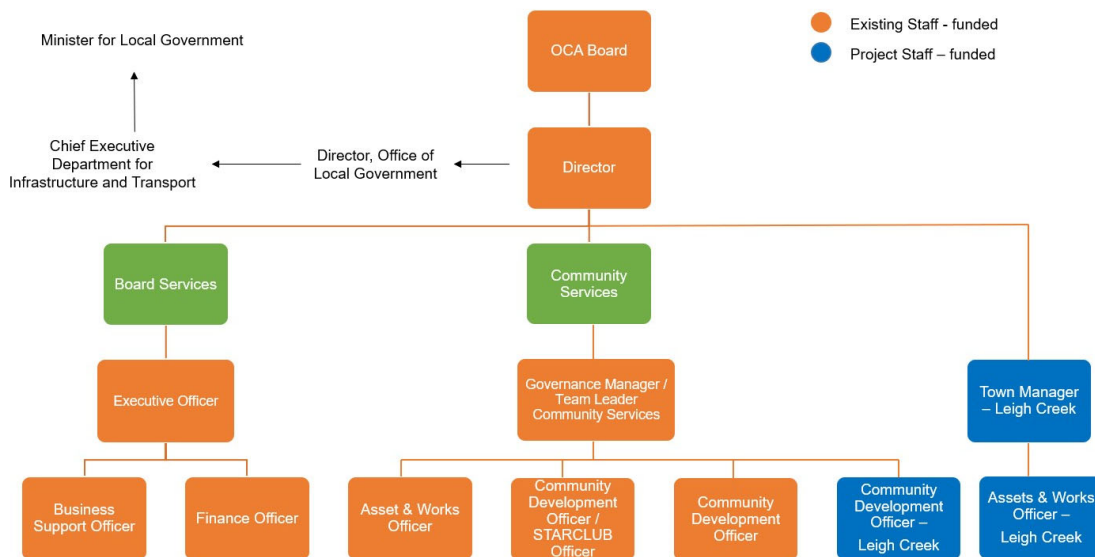 Minister for Local Government
OCA Board
Existing Staff - funded
Project Staff – funded
Chief Executive
Department for
Infrastructure and Transport
Director, Office of
Local Government
Director
Board Services
Community
Services
Executive Officer
Governance Manager /
Team Leader
Community Services
Town Manager
– Leigh Creek
Business
Support Officer
Finance Officer
Asset & Works
Officer
Community
Development
Officer /
STARCLUB
Officer
Community
Development
Officer
Community
Development
Officer –
Leigh Creek
Assets & Works
Officer –
Leigh Creek